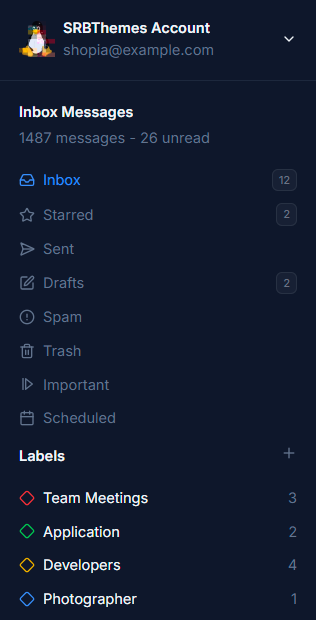 SRBThemes Account
shopia@example.com
Inbox Messages
1487 messages - 26 unread
Inbox 12
Starred 2
Sent
Drafts 2
Spam
Trash
Important
Scheduled
Labels
Team Meetings 3
Application 2
Developers 4
Photographer 1